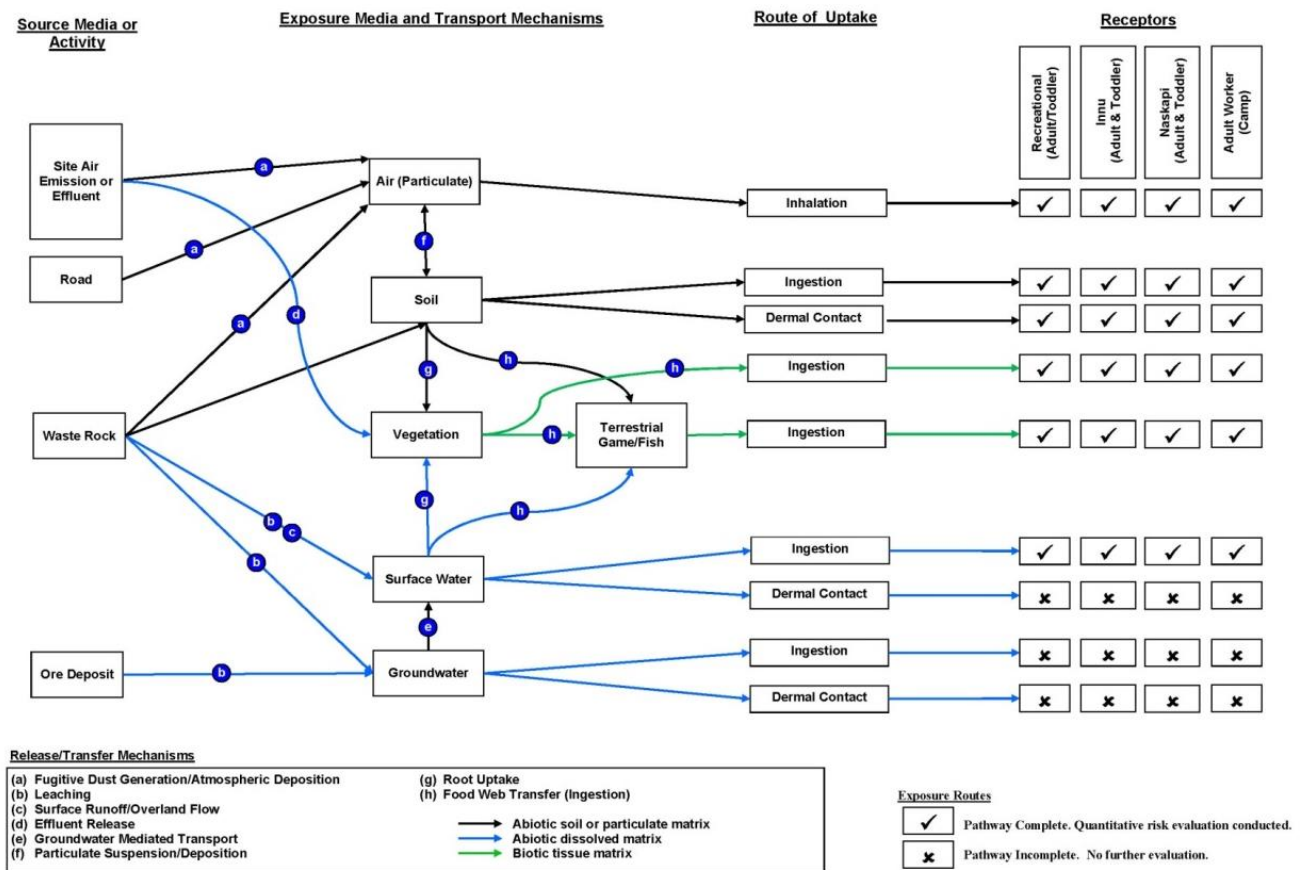 Source Media or
Activity
Exposure Media and Transport Mechanisms
Route of Uptake
Receptors
Recreational
(Adult/Toddler)
Innu
(Adult & Toddler)
Naskapi
(Adult & Toddler)
Adult Worker
(Camp)
Site Air
Emission or
Effluent
a
Air (Particulate)
Inhalation
✓ ✓ ✓ ✓
Road
a
f
a
d
Soil
Ingestion
✓ ✓ ✓ ✓
Dermal Contact
✓ ✓ ✓ ✓
g
h
h
Ingestion
✓ ✓ ✓ ✓
Waste Rock
Vegetation
h
Terrestrial
Game/Fish
Ingestion
✓ ✓ ✓ ✓
g
h
b
c
b
Surface Water
Ingestion
✓ ✓ ✓ ✓
Dermal Contact
✘ ✘ ✘ ✘
e
Ore Deposit
b
Groundwater
Ingestion
✘ ✘ ✘ ✘
Dermal Contact
✘ ✘ ✘ ✘
Release/Transfer Mechanisms
(a) Fugitive Dust Generation/Atmospheric Deposition
(b) Leaching
(c) Surface Runoff/Overland Flow
(d) Effluent Release
(e) Groundwater Mediated Transport
(f) Particulate Suspension/Deposition
(g) Root Uptake
(h) Food Web Transfer (Ingestion)
Abiotic soil or particulate matrix
Abiotic dissolved matrix
Biotic tissue matrix
Exposure Routes
✓ Pathway Complete. Quantitative risk evaluation conducted.
✘ Pathway Incomplete. No further evaluation.